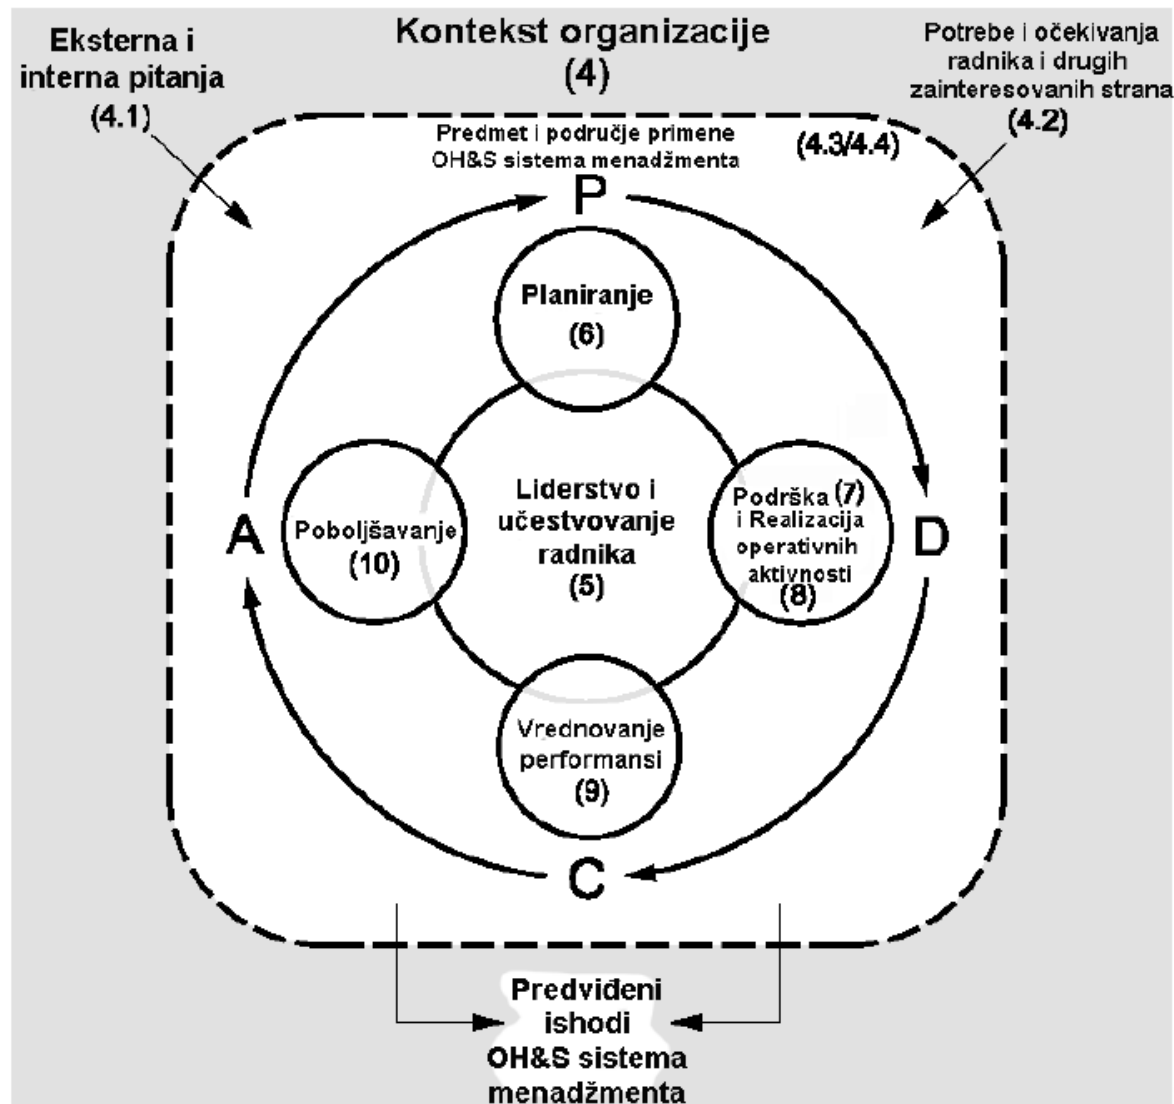 Kontekst organizacije
(4)
Eksterna i
interna pitanja
(4.1)
Potrebe i očekivanja
radnika i drugih
zainteresovanih strana
(4.2)
Predmet i područje primene
OH&S sistema menadžmenta
(4.3/4.4)
P
Planiranje
(6)
A
Poboljšavanje
(10)
Liderstvo i
učestvovanje
radnika
(5)
Podrška (7)
i Realizacija
operativnih
aktivnosti
(8)
D
Vrednovanje
performansi
(9)
C
Predviđeni
ishodi
OH&S sistema
menadžmenta